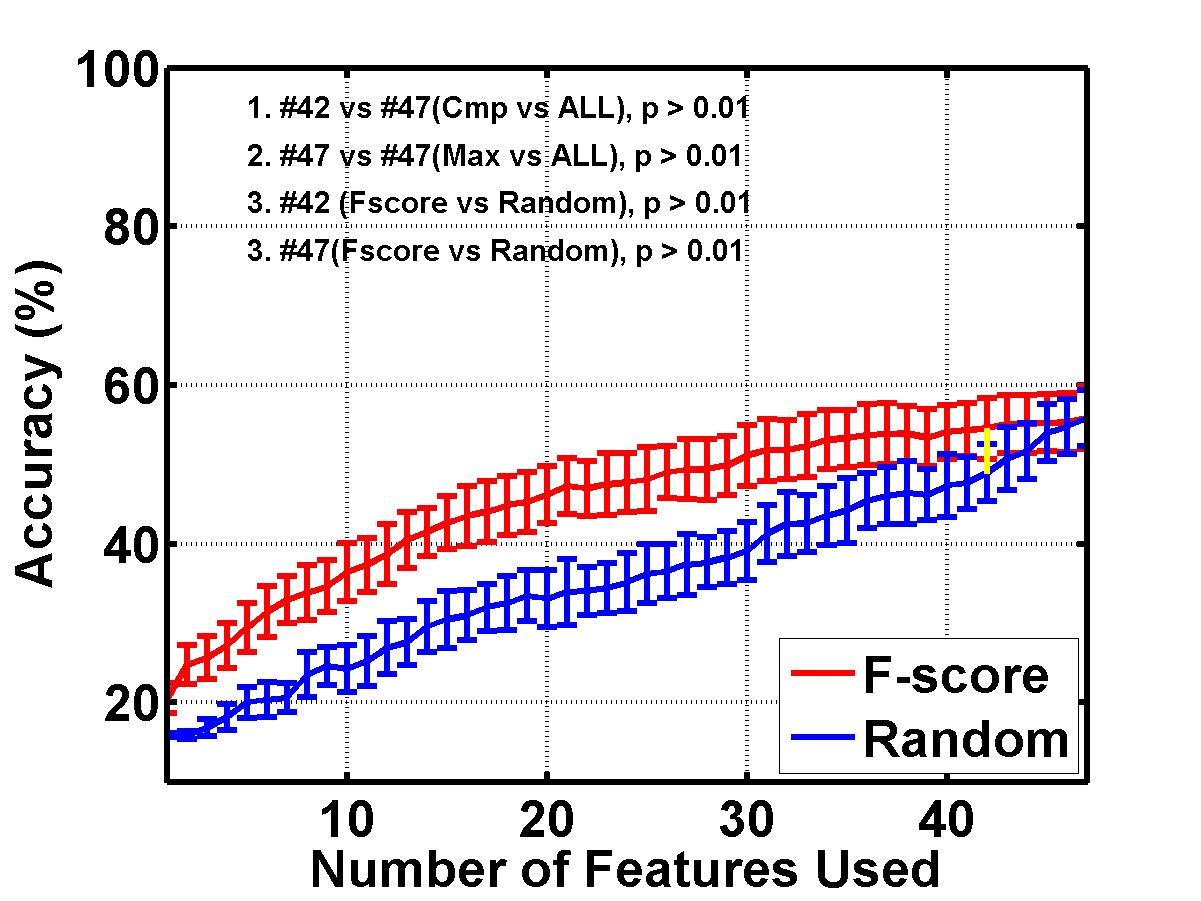 100
1. #42 vs #47(Cmp vs ALL), p > 0.01
2. #47 vs #47(Max vs ALL), p > 0.01
3. #42 (Fscore vs Random), p > 0.01
80
3. #47(Fscore vs Random), p > 0.01
Accuracy (%)
60
40
20
F-score
Random
10 20 30 40
Number of Features Used